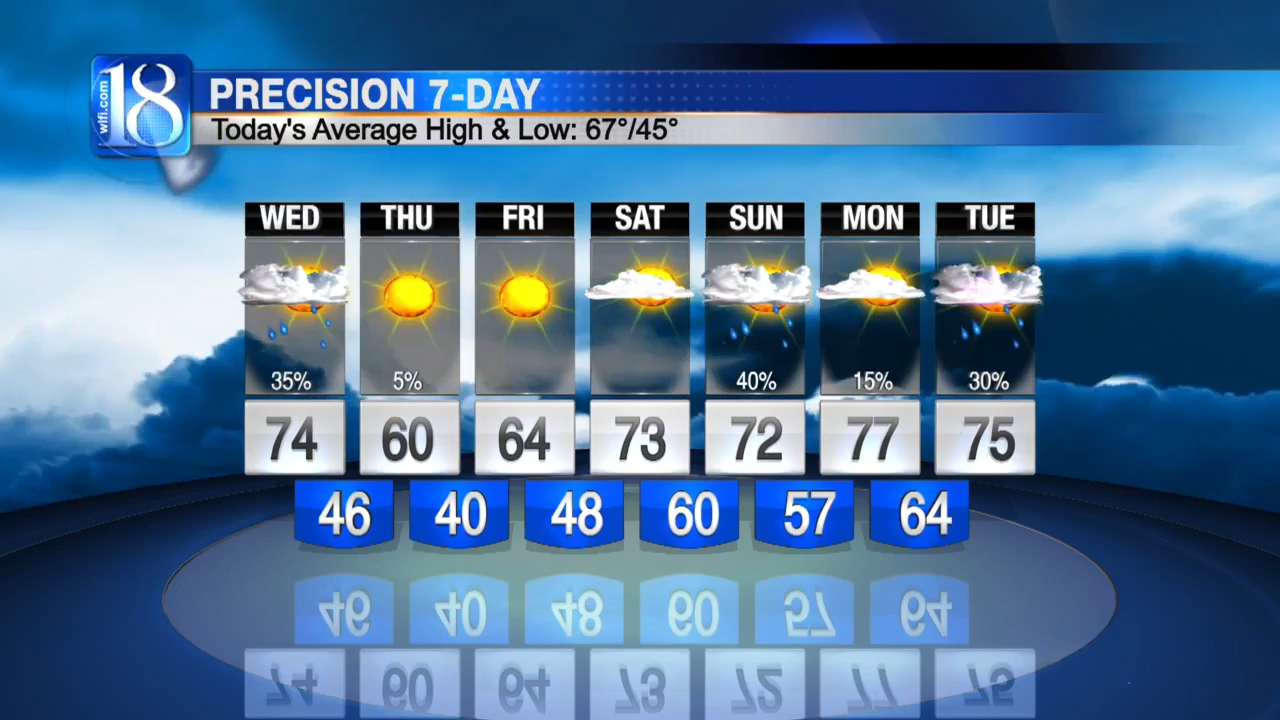 wlfi.com
18
PRECISION 7-DAY
Today's Average High & Low: 67°/45°
WED THU FRI SAT SUN MON TUE
35% 5% 40% 15% 30%
74 60 64 73 72 77 75
46 40 48 60 57 64